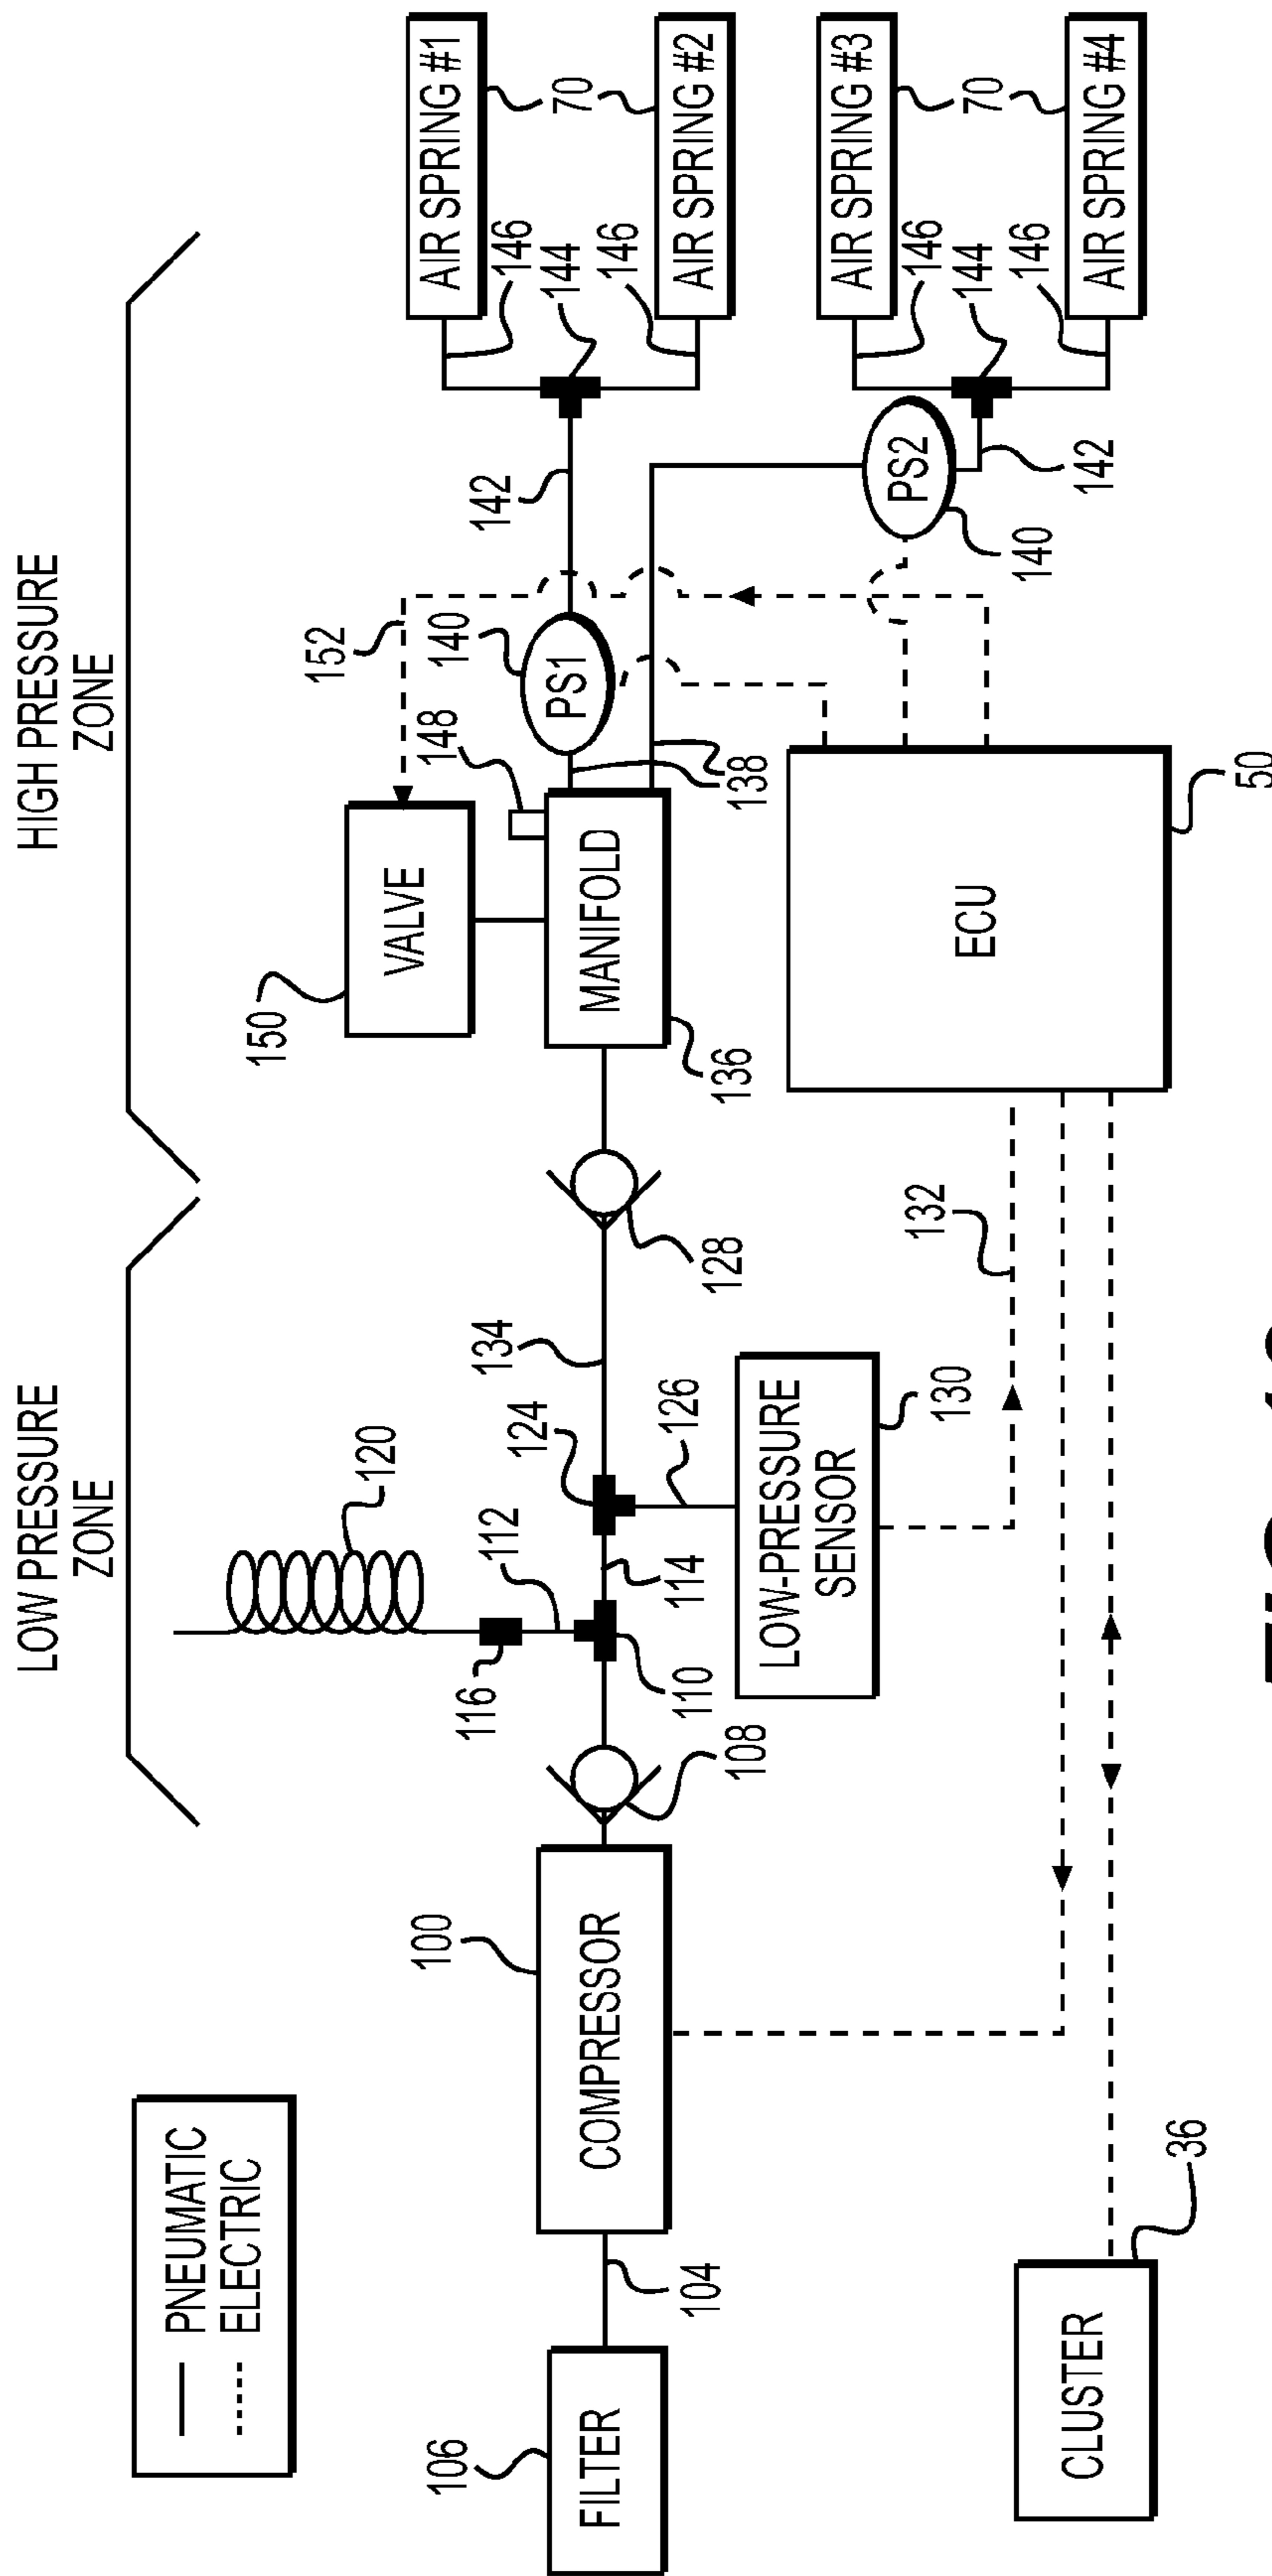 LOW PRESSURE
ZONE
HIGH PRESSURE
ZONE
PNEUMATIC
ELECTRIC
120
150
152
VALVE
148
106
FILTER
104
100
COMPRESSOR
108
116
112
110
114
124
134
126
128
MANIFOLD
136
138
140
PS1
142
146
144
146
AIR SPRING #1
70
AIR SPRING #2
LOW-PRESSURE
SENSOR
130
132
ECU
50
PS2
140
142
146
144
146
AIR SPRING #3
70
AIR SPRING #4
CLUSTER
36